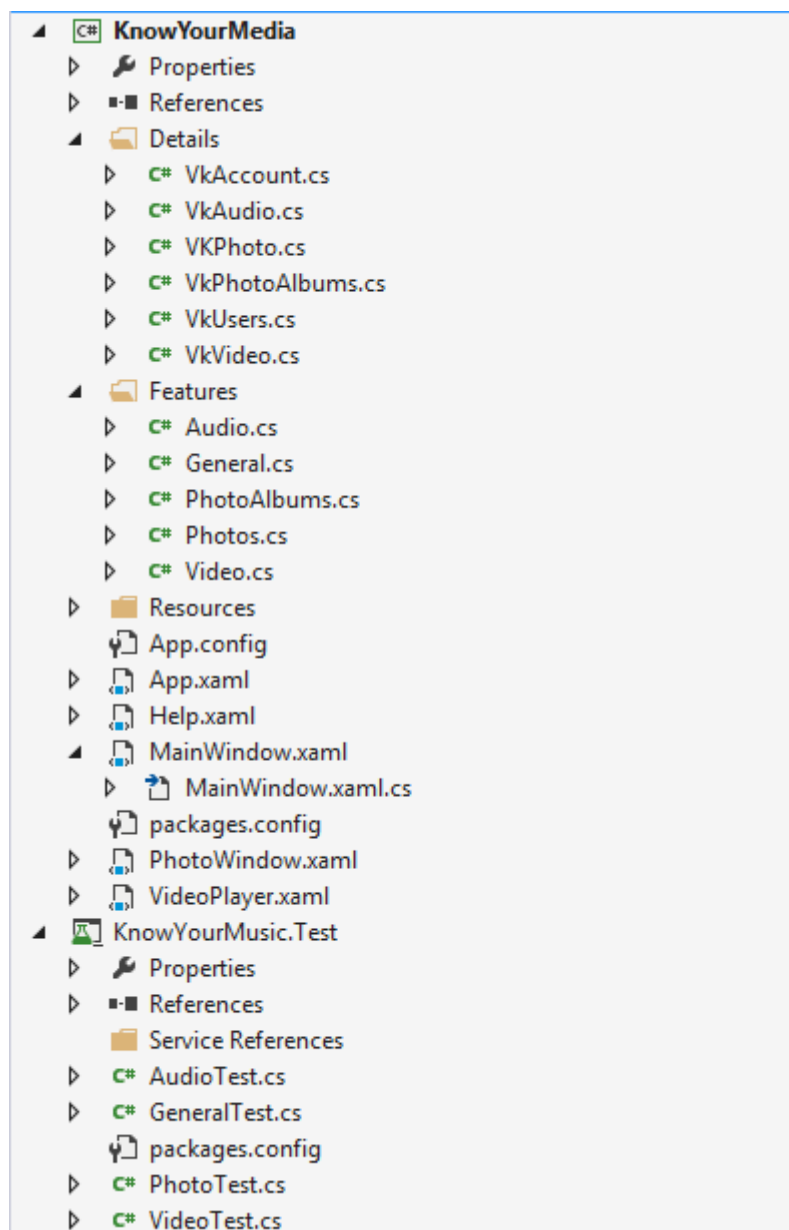 C# KnowYourMedia
Properties
References
Details
C# VkAccount.cs
C# VkAudio.cs
C# VKPhoto.cs
C# VkPhotoAlbums.cs
C# VkUsers.cs
C# VkVideo.cs
Features
C# Audio.cs
C# General.cs
C# PhotoAlbums.cs
C# Photos.cs
C# Video.cs
Resources
App.config
App.xaml
Help.xaml
MainWindow.xaml
MainWindow.xaml.cs
packages.config
PhotoWindow.xaml
VideoPlayer.xaml
KnowYourMusic.Test
Properties
References
Service References
C# AudioTest.cs
C# GeneralTest.cs
packages.config
C# PhotoTest.cs
C# VideoTest.cs